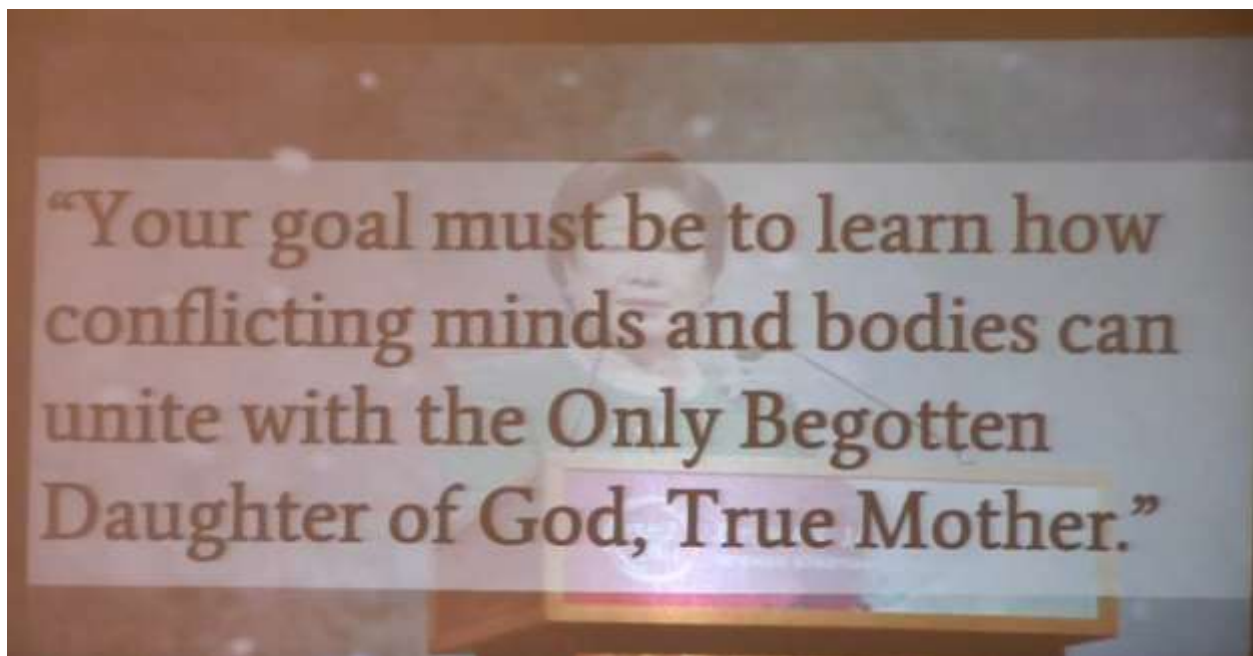 “Your goal must be to learn how
conflicting minds and bodies can
unite with the Only Begotten
Daughter of God, True Mother.”